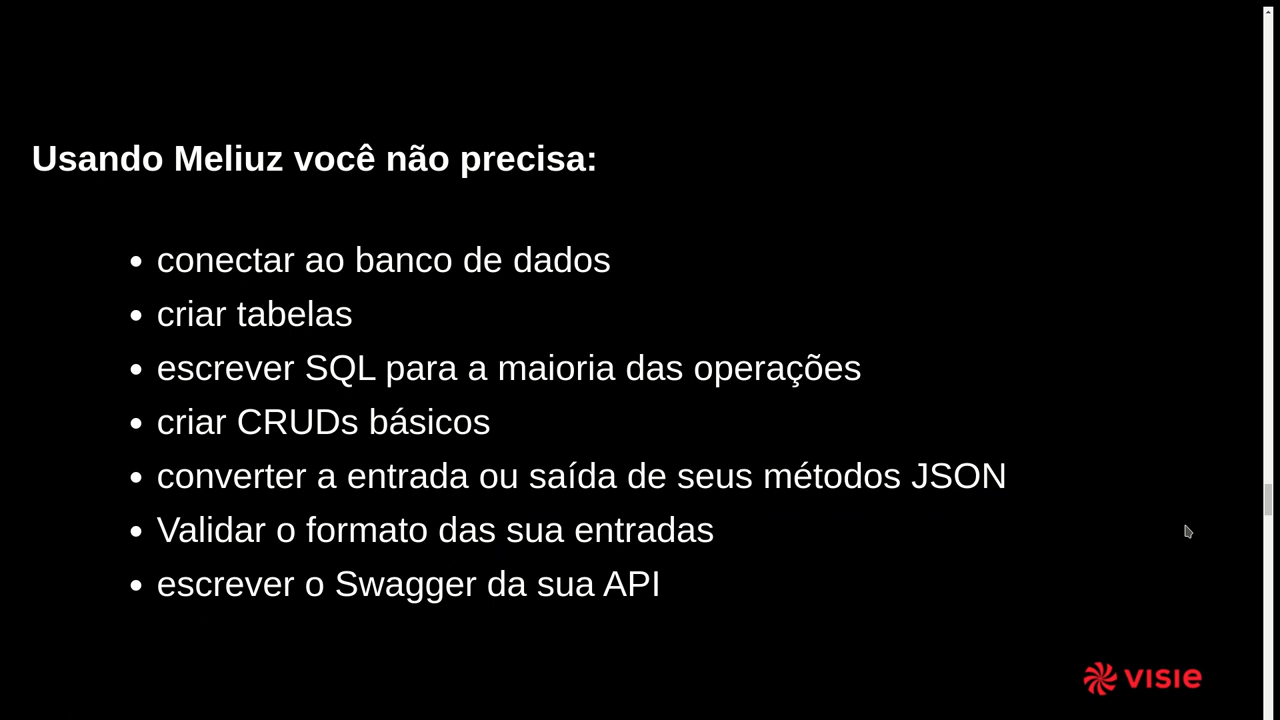 Usando Meliuz você não precisa:
• conectar ao banco de dados
• criar tabelas
• escrever SQL para a maioria das operações
• criar CRUDs básicos
• converter a entrada ou saída de seus métodos JSON
• Validar o formato das sua entradas
• escrever o Swagger da sua API
VISIE